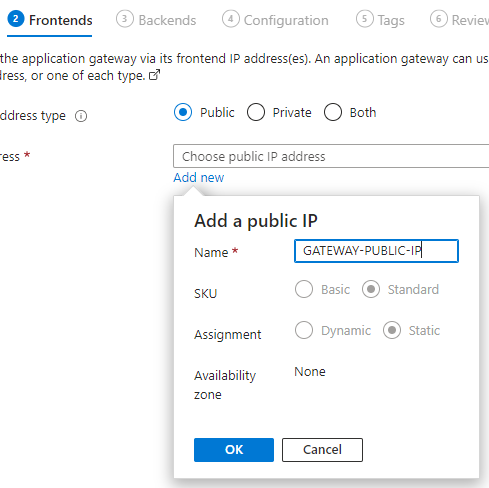 2 Frontends 3 Backends 4 Configuration 5 Tags 6 Review
the application gateway via its frontend IP address(es). An application gateway can us
dress, or one of each type.
ddress type Public Private Both
ress * Choose public IP address
Add new
Add a public IP
Name * GATEWAY-PUBLIC-IP
SKU Basic Standard
Assignment Dynamic Static
Availability zone None
OK Cancel